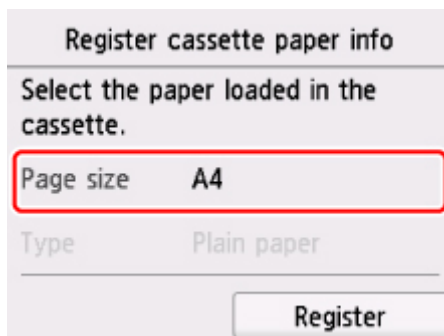 Register cassette paper info
Select the paper loaded in the
cassette.
Page size A4
Type Plain paper
Register